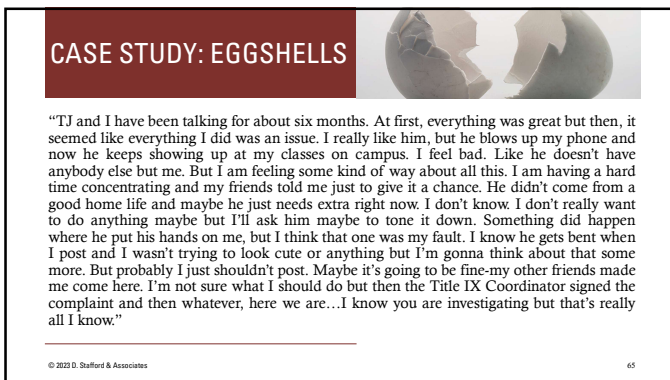 CASE STUDY: EGGSHELLS
“TJ and I have been talking for about six months. At first, everything was great but then, it
seemed like everything I did was an issue. I really like him, but he blows up my phone and
now he keeps showing up at my classes on campus. I feel bad. Like he doesn’t have
anybody else but me. But I am feeling some kind of way about all this. I am having a hard
time concentrating and my friends told me just to give it a chance. He didn’t come from a
good home life and maybe he just needs extra right now. I don’t know. I don’t really want
to do anything maybe but I’ll ask him maybe to tone it down. Something did happen
where he put his hands on me, but I think that one was my fault. I know he gets bent when
I post and I wasn’t trying to look cute or anything but I’m gonna think about that some
more. But probably I just shouldn’t post. Maybe it’s going to be fine-my other friends made
me come here. I’m not sure what I should do but then the Title IX Coordinator signed the
complaint and then whatever, here we are…I know you are investigating but that’s really
all I know.”
© 2023 D. Stafford & Associates
65